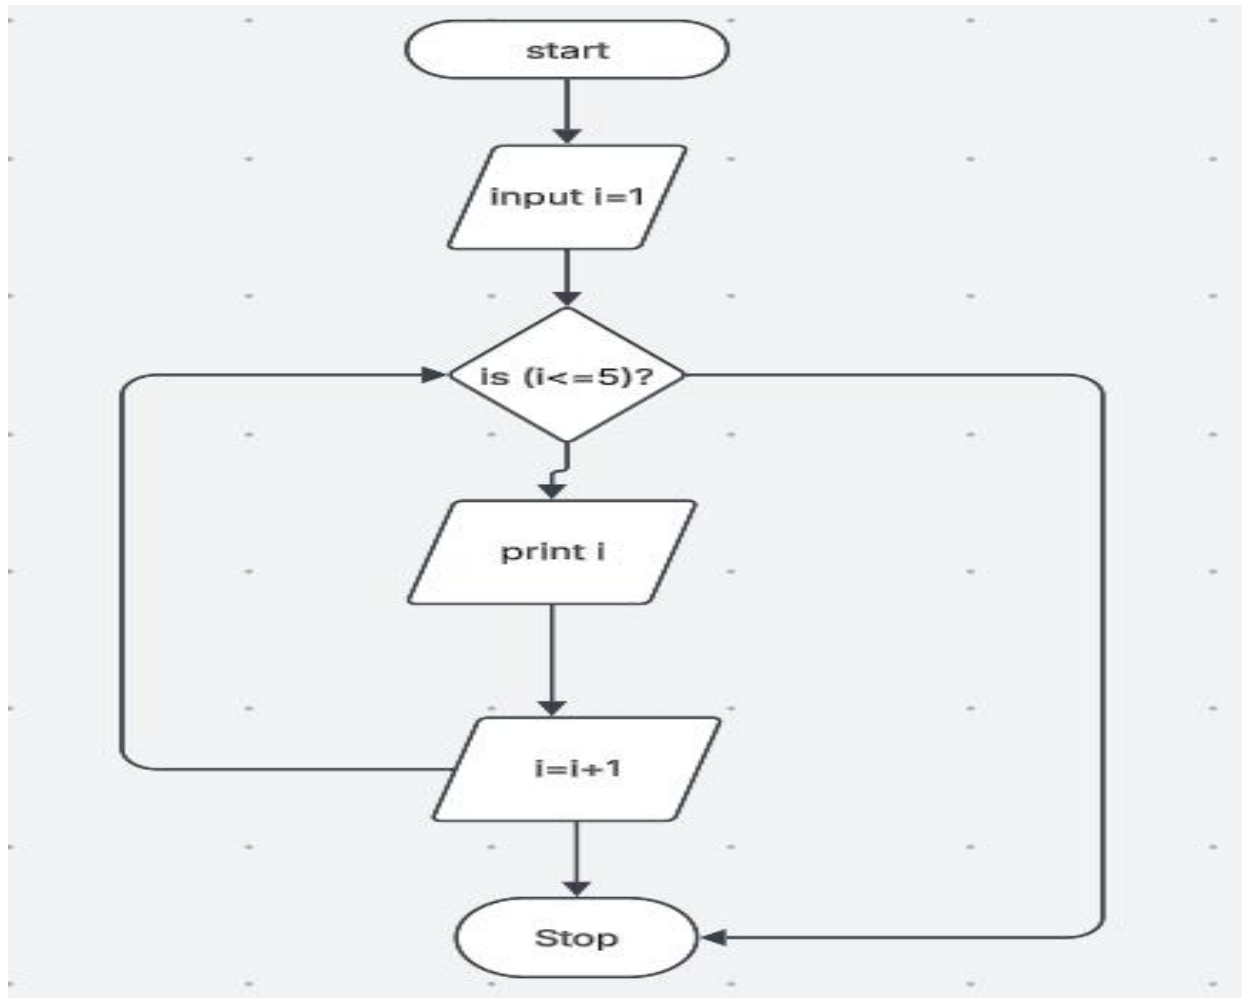 start
input i=1
is (i<=5)?
print i
i=i+1
Stop